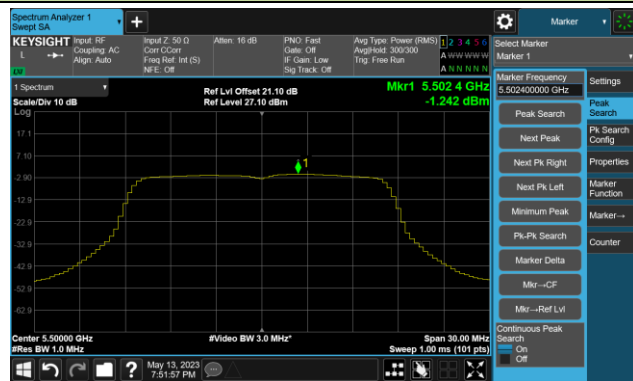 Spectrum Analyzer 1
Swept SA
Marker
KEYSIGHT
L
LV
Input: RF
Coupling: AC
Align: Auto
Input Z: 50 Ω
Corr CCorr
Freq Ref: Int (S)
NFE: Off
Atten: 16 dB
PNO: Fast
Gate: Off
IF Gain: Low
Sig Track: Off
Avg Type: Power (RMS)
Avg|Hold: 300/300
Trig: Free Run
1 2 3 4 5 6
A W W W W W
A N N N N N
Select Marker
Marker 1
1 Spectrum
Scale/Div 10 dB
Log
Ref Lvl Offset 21.10 dB
Ref Level 27.10 dBm
Mkr1 5.502 4 GHz
-1.242 dBm
17.1
7.10
-2.90
-12.9
-22.9
-32.9
-42.9
-52.9
-62.9
1
Center 5.50000 GHz
#Res BW 1.0 MHz
#Video BW 3.0 MHz*
Span 30.00 MHz
Sweep 1.00 ms (101 pts)
Marker Frequency
5.502400000 GHz
Peak Search
Next Peak
Next Pk Right
Next Pk Left
Minimum Peak
Pk-Pk Search
Marker Delta
Mkr→CF
Mkr→Ref Lvl
Continuous Peak
Search
On
Off
Settings
Peak
Search
Pk Search
Config
Properties
Marker
Function
Marker→
Counter
May 13, 2023
7:51:57 PM